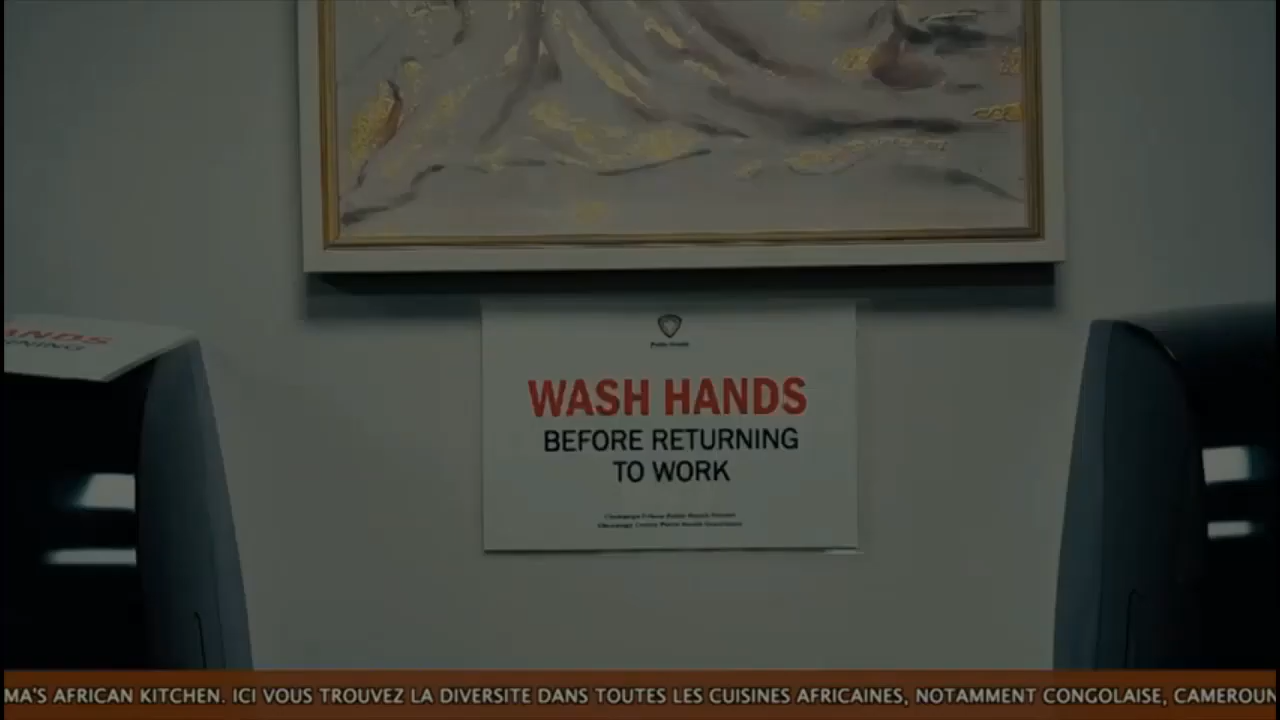 WASH HANDS
BEFORE RETURNING
TO WORK
ANDS
MA'S AFRICAN KITCHEN. ICI VOUS TROUVEZ LA DIVERSITE DANS TOUTES LES CUISINES AFRICAINES, NOTAMMENT CONGOLAISE, CAMEROUN